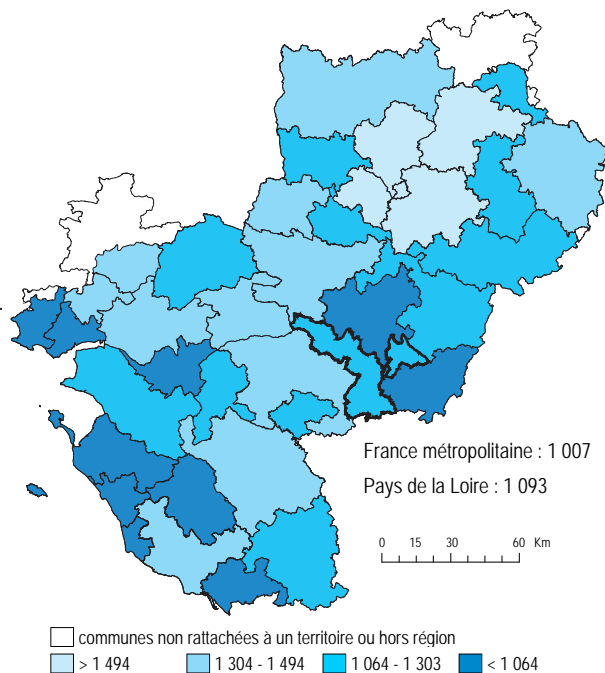 France métropolitaine : 1 007
Pays de la Loire : 1 093
0 15 30 60 Km
communes non rattachées à un territoire ou hors région
> 1 494 1 304 - 1 494 1 064 - 1 303 < 1 064